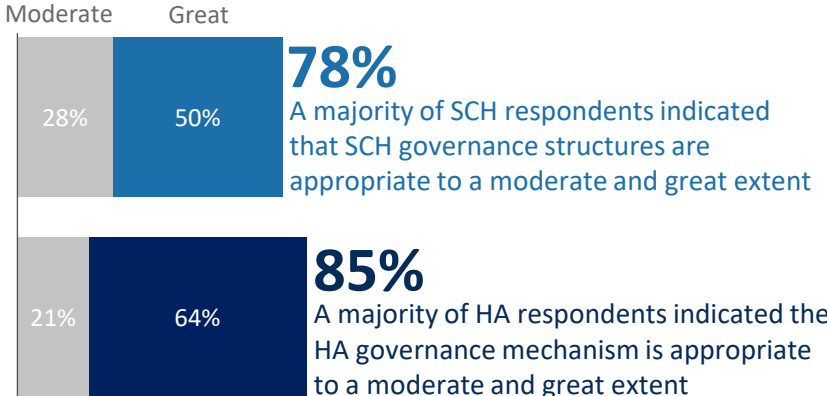 Moderate Great
28% 50%
78%
A majority of SCH respondents indicated
that SCH governance structures are
appropriate to a moderate and great extent
21% 64%
85%
A majority of HA respondents indicated the
HA governance mechanism is appropriate
to a moderate and great extent